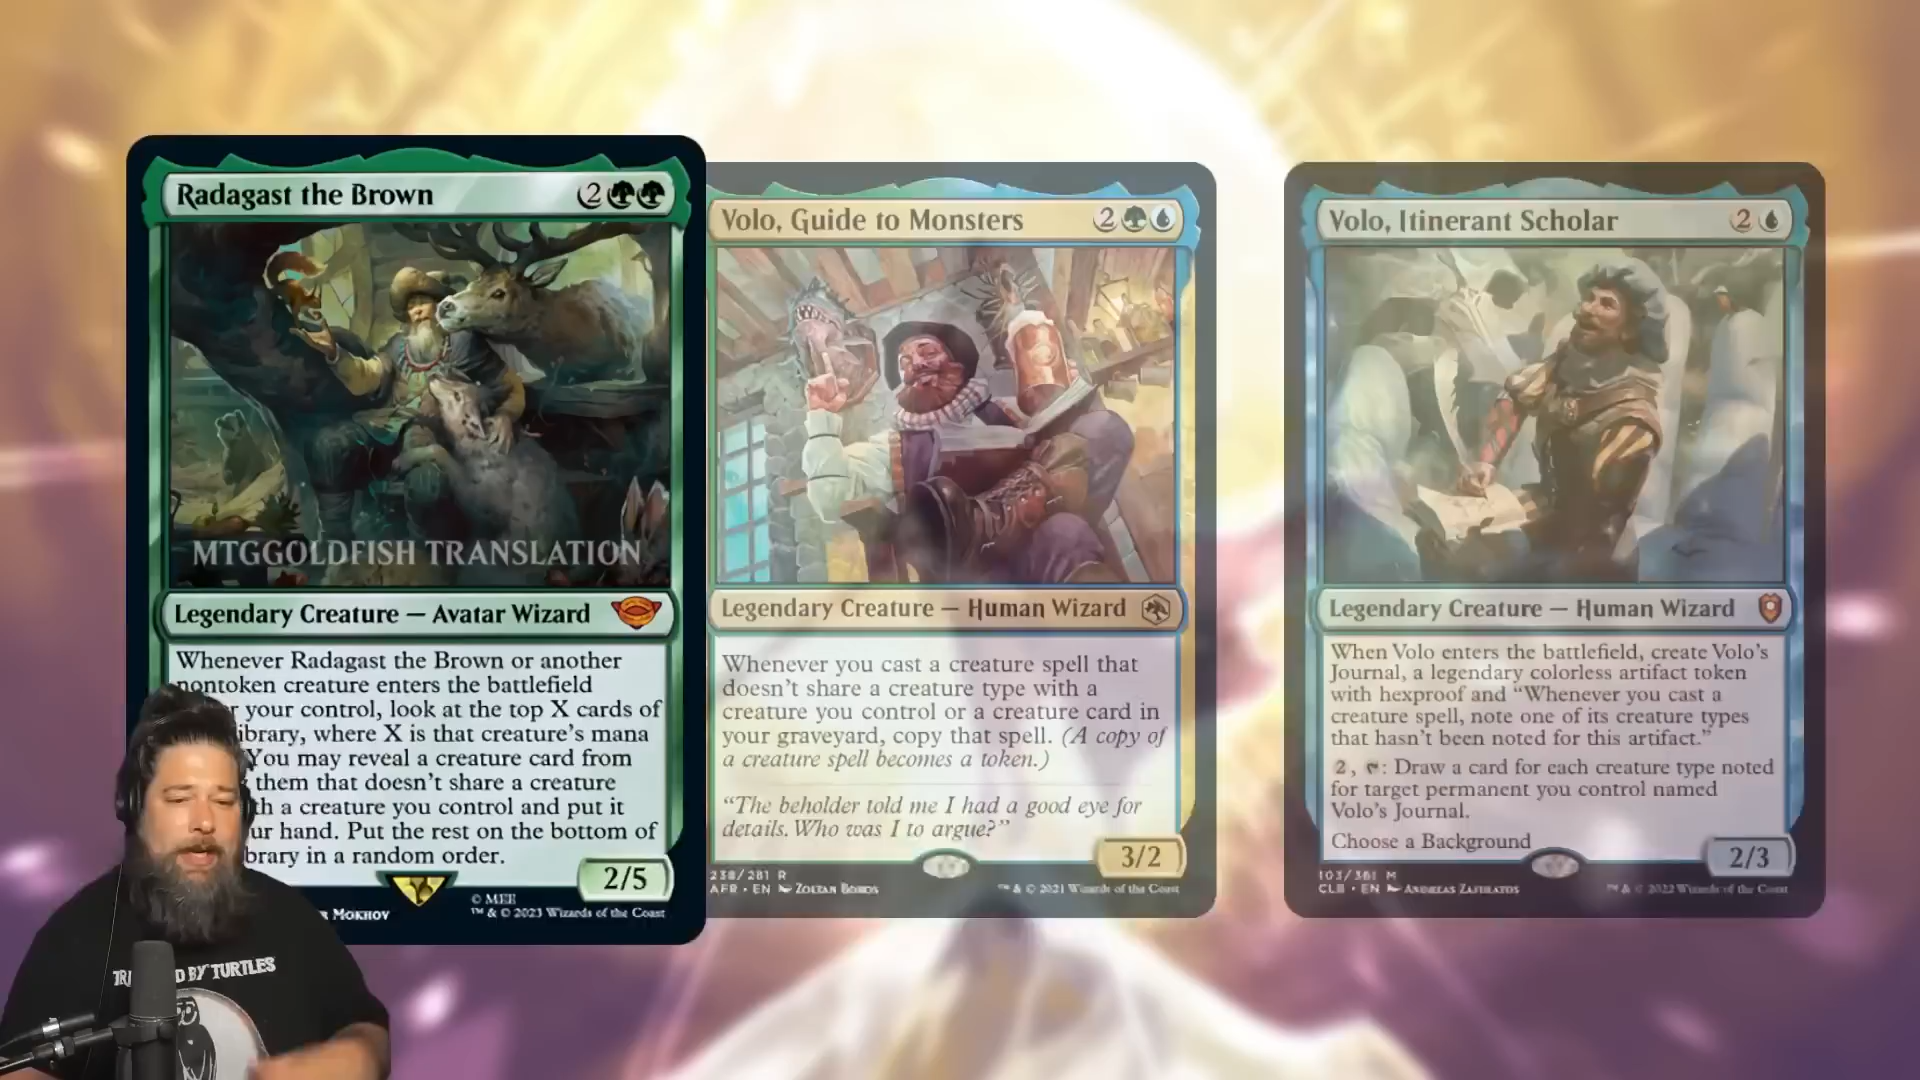 Radagast the Brown
2
MTGGOLDFISH TRANSLATION
Legendary Creature — Avatar Wizard
Whenever Radagast the Brown or another
nontoken creature enters the battlefield
your control, look at the top X cards of
where X is that creature's mana
You may reveal a creature card from
them that doesn't share a creature
a creature you control and put it
hand. Put the rest on the bottom of
in a random order.
2/5
MOKHOV
© MEE
™ & © 2023 Wizards of the Coast
Volo, Guide to Monsters
2
Legendary Creature — Human Wizard
Whenever you cast a creature spell that
doesn't share a creature type with a
creature you control or a creature card in
your graveyard, copy that spell. (A copy of
a creature spell becomes a token.)
"The beholder told me I had a good eye for
details. Who was I to argue?"
3/2
238/281 R
AFR • EN ZOLTAN BOROS
™ & © 2021 Wizards of the Coast
Volo, Itinerant Scholar
2
Legendary Creature — Human Wizard
When Volo enters the battlefield, create Volo's
Journal, a legendary colorless artifact token
with hexproof and "Whenever you cast a
creature spell, note one of its creature types
that hasn't been noted for this artifact."
2, : Draw a card for each creature type noted
for target permanent you control named
Volo's Journal.
Choose a Background
2/3
103/361 M
CLB • EN ANDREAS ZAFIRATOS
™ & © 2022 Wizards of the Coast
BY TURTLES